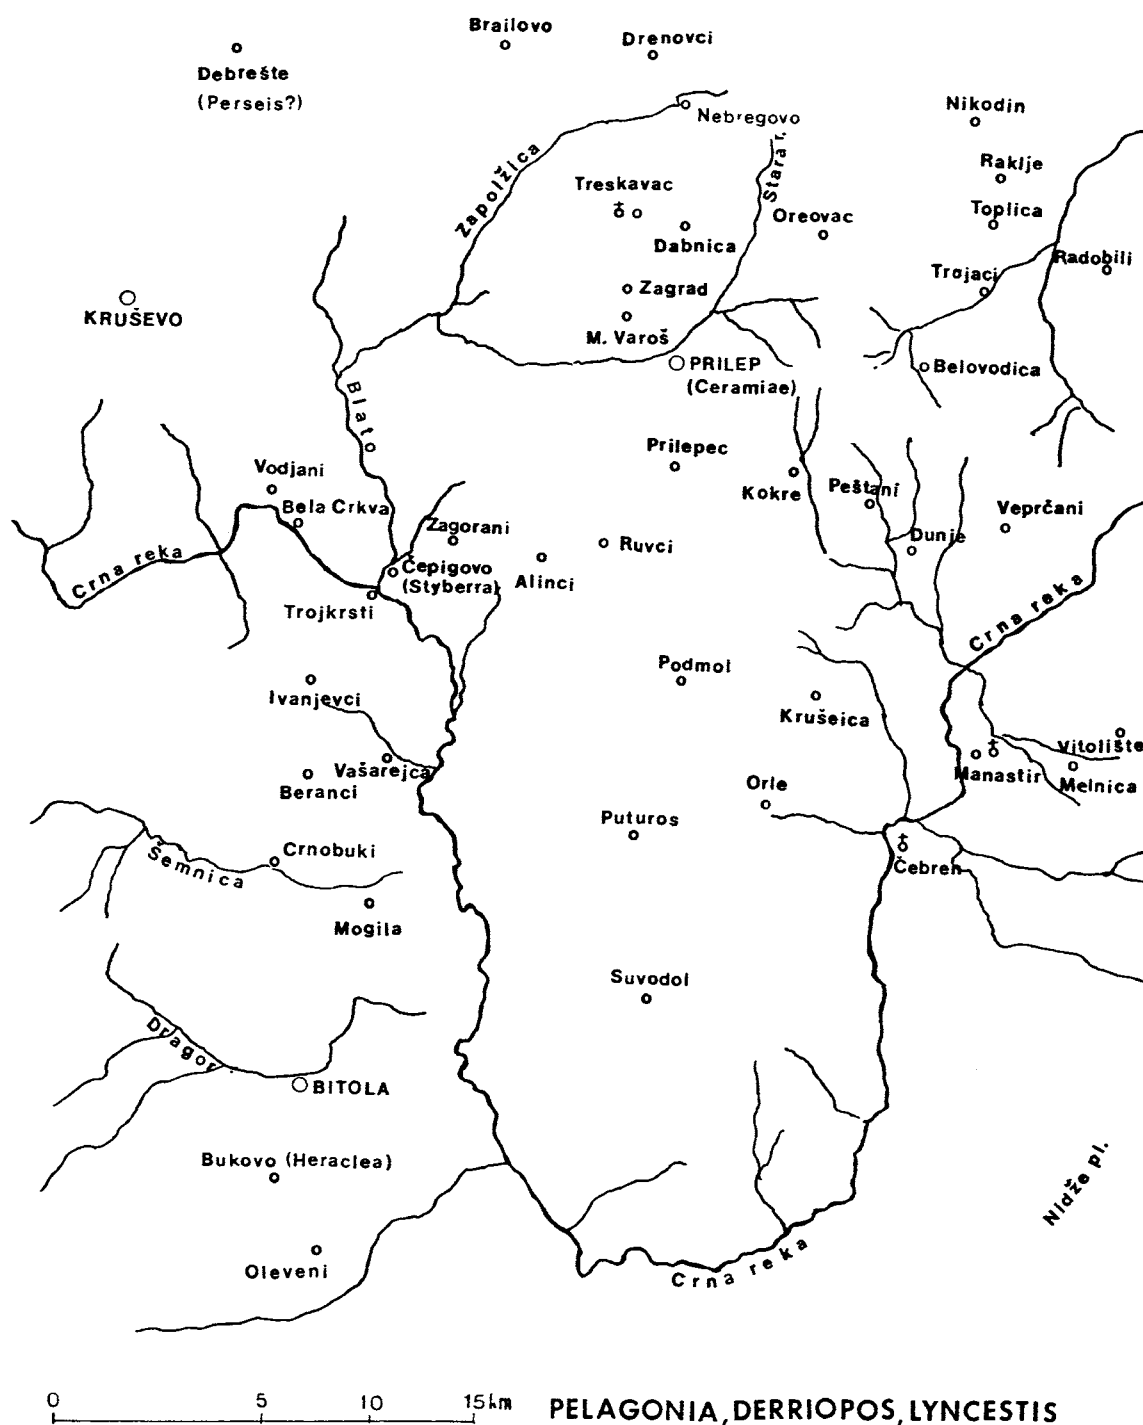 Brailovo
Drenovci
Debrešte
(Perseis?)
Nebregovo
Nikodin
Zapolžica
Stara r.
Raklje
Treskavac
Toplica
Oreovac
Dabnica
Radobili
Trojaci
Zagrad
KRUŠEVO
M. Varoš
PRILEP
(Ceramiae)
Belovodica
Blato
Prilepec
Vodjani
Kokre
Peštani
Bela Crkva
Veprčani
Zagorani
Dunje
Ruvci
Crna reka
Čepigovo
(Styberra)
Alinci
Trojkrsti
Crna reka
Podmol
Ivanjevci
Krušeica
Vitolište
Vašarejca
Manastir
Melnica
Beranci
Orle
Puturos
Crnobuki
Šemnica
Čebren
Mogila
Suvodol
Dragor
BITOLA
Bukovo (Heraclea)
Nidže pl.
Oleveni
Crna reka
0 5 10 15km
PELAGONIA, DERRIOPOS, LYNCESTIS